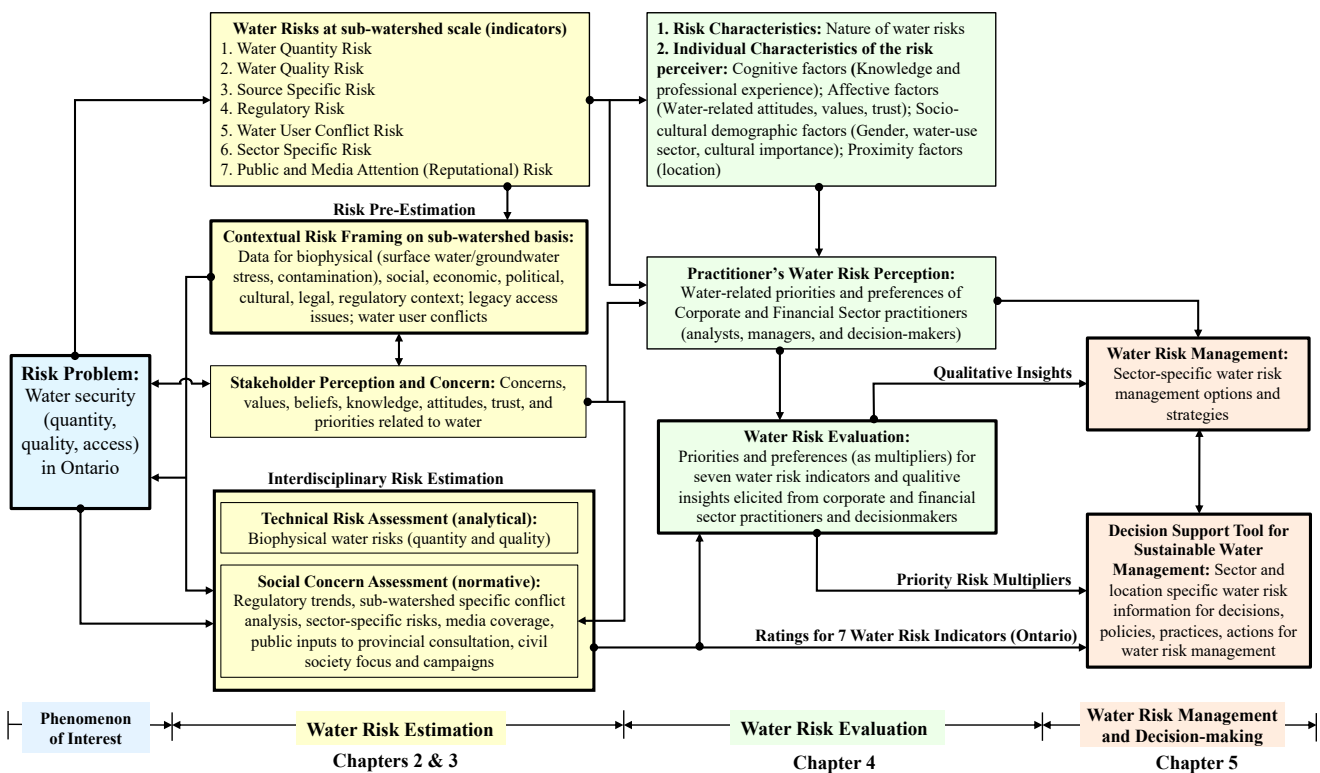 Water Risks at sub-watershed scale (indicators)
1. Water Quantity Risk
2. Water Quality Risk
3. Source Specific Risk
4. Regulatory Risk
5. Water User Conflict Risk
6. Sector Specific Risk
7. Public and Media Attention (Reputational) Risk
1. Risk Characteristics: Nature of water risks
2. Individual Characteristics of the risk
perceiver: Cognitive factors (Knowledge and
professional experience); Affective factors
(Water-related attitudes, values, trust); Socio-
cultural demographic factors (Gender, water-use
sector, cultural importance); Proximity factors
(location)
Risk Pre-Estimation
Contextual Risk Framing on sub-watershed basis:
Data for biophysical (surface water/groundwater
stress, contamination), social, economic, political,
cultural, legal, regulatory context; legacy access
issues; water user conflicts
Practitioner's Water Risk Perception:
Water-related priorities and preferences of
Corporate and Financial Sector practitioners
(analysts, managers, and decision-makers)
Risk Problem:
Water security
(quantity,
quality, access)
in Ontario
Stakeholder Perception and Concern: Concerns,
values, beliefs, knowledge, attitudes, trust, and
priorities related to water
Qualitative Insights
Water Risk Management:
Sector-specific water risk
management options and
strategies
Water Risk Evaluation:
Priorities and preferences (as multipliers) for
seven water risk indicators and qualitive
insights elicited from corporate and financial
sector practitioners and decisionmakers
Interdisciplinary Risk Estimation
Technical Risk Assessment (analytical):
Biophysical water risks (quantity and quality)
Social Concern Assessment (normative):
Regulatory trends, sub-watershed specific conflict
analysis, sector-specific risks, media coverage,
public inputs to provincial consultation, civil
society focus and campaigns
Priority Risk Multipliers
Ratings for 7 Water Risk Indicators (Ontario)
Decision Support Tool for
Sustainable Water
Management: Sector and
location specific water risk
information for decisions,
policies, practices, actions for
water risk management
Phenomenon
of Interest
Water Risk Estimation
Chapters 2 & 3
Water Risk Evaluation
Chapter 4
Water Risk Management
and Decision-making
Chapter 5